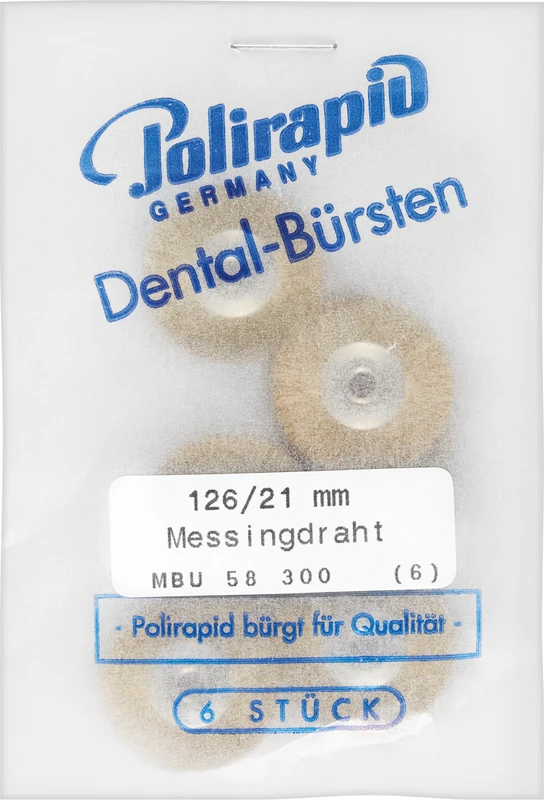 Polirapid
GERMANY
Dental-Bürsten
126/21 mm
Messingdraht
MBU 58 300 (6)
- Polirapid bürgt für Qualität -
6 STÜCK